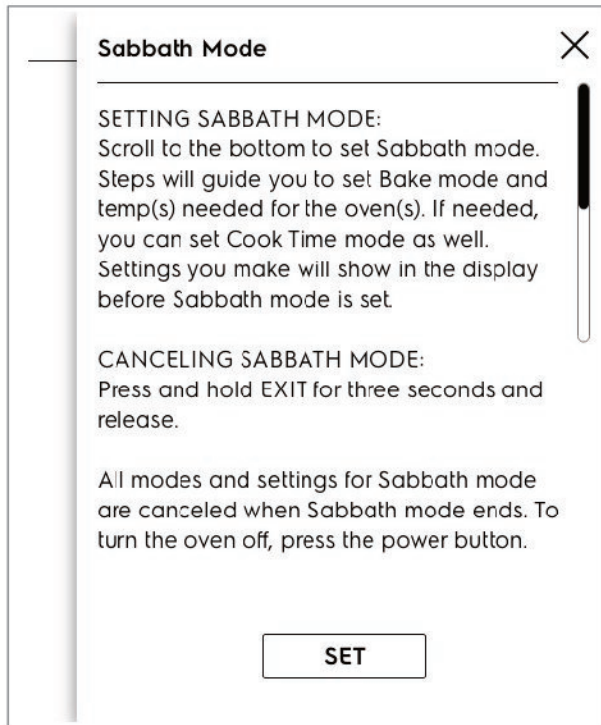 Sabbath Mode
SETTING SABBATH MODE:
Scroll to the bottom to set Sabbath mode.
Steps will guide you to set Bake mode and
temp(s) needed for the oven(s). If needed,
you can set Cook Time mode as well.
Settings you make will show in the display
before Sabbath mode is set.
CANCELING SABBATH MODE:
Press and hold EXIT for three seconds and
release.
All modes and settings for Sabbath mode
are canceled when Sabbath mode ends. To
turn the oven off, press the power button.
SET